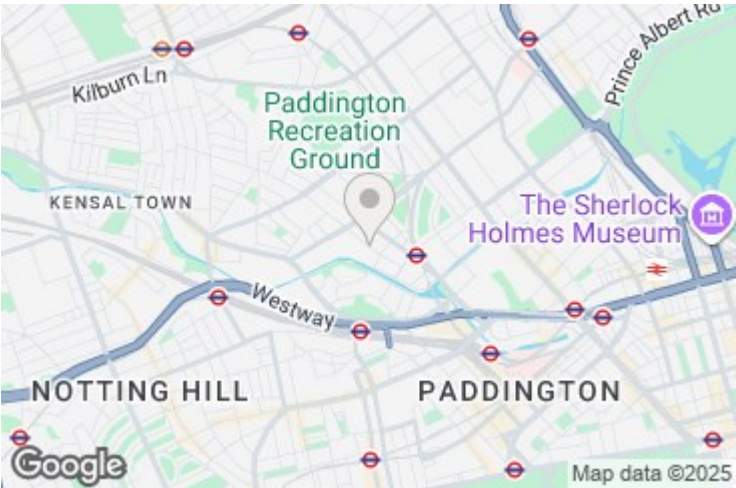 Prince Albert Rd
Kilburn Ln
Paddington
Recreation
Ground
KENSAL TOWN
The Sherlock
Holmes Museum
Westway
NOTTING HILL
PADDINGTON
Google
Map data ©2025